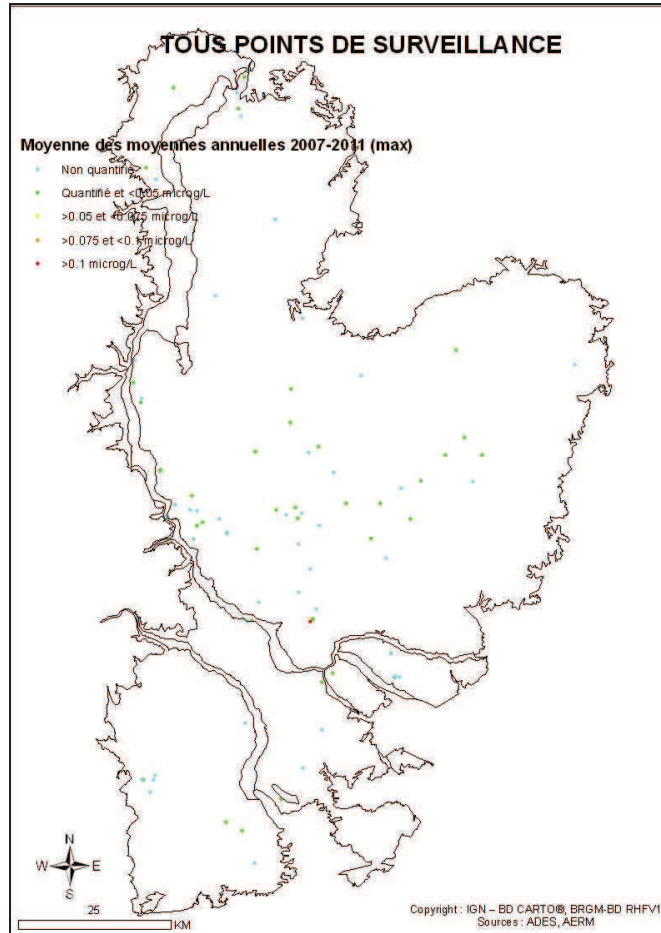 TOUS POINTS DE SURVEILLANCE
Moyenne des moyennes annuelles 2007-2011 (max)
Non quantifié
Quantifié et <0.05 microg/L
>0.05 et <0.075 microg/L
>0.075 et <0.1 microg/L
>0.1 microg/L
N
W E
S
25
KM
Copyright : IGN – BD CARTO®, BRGM-BD RHFV1
Sources : ADES, AERM